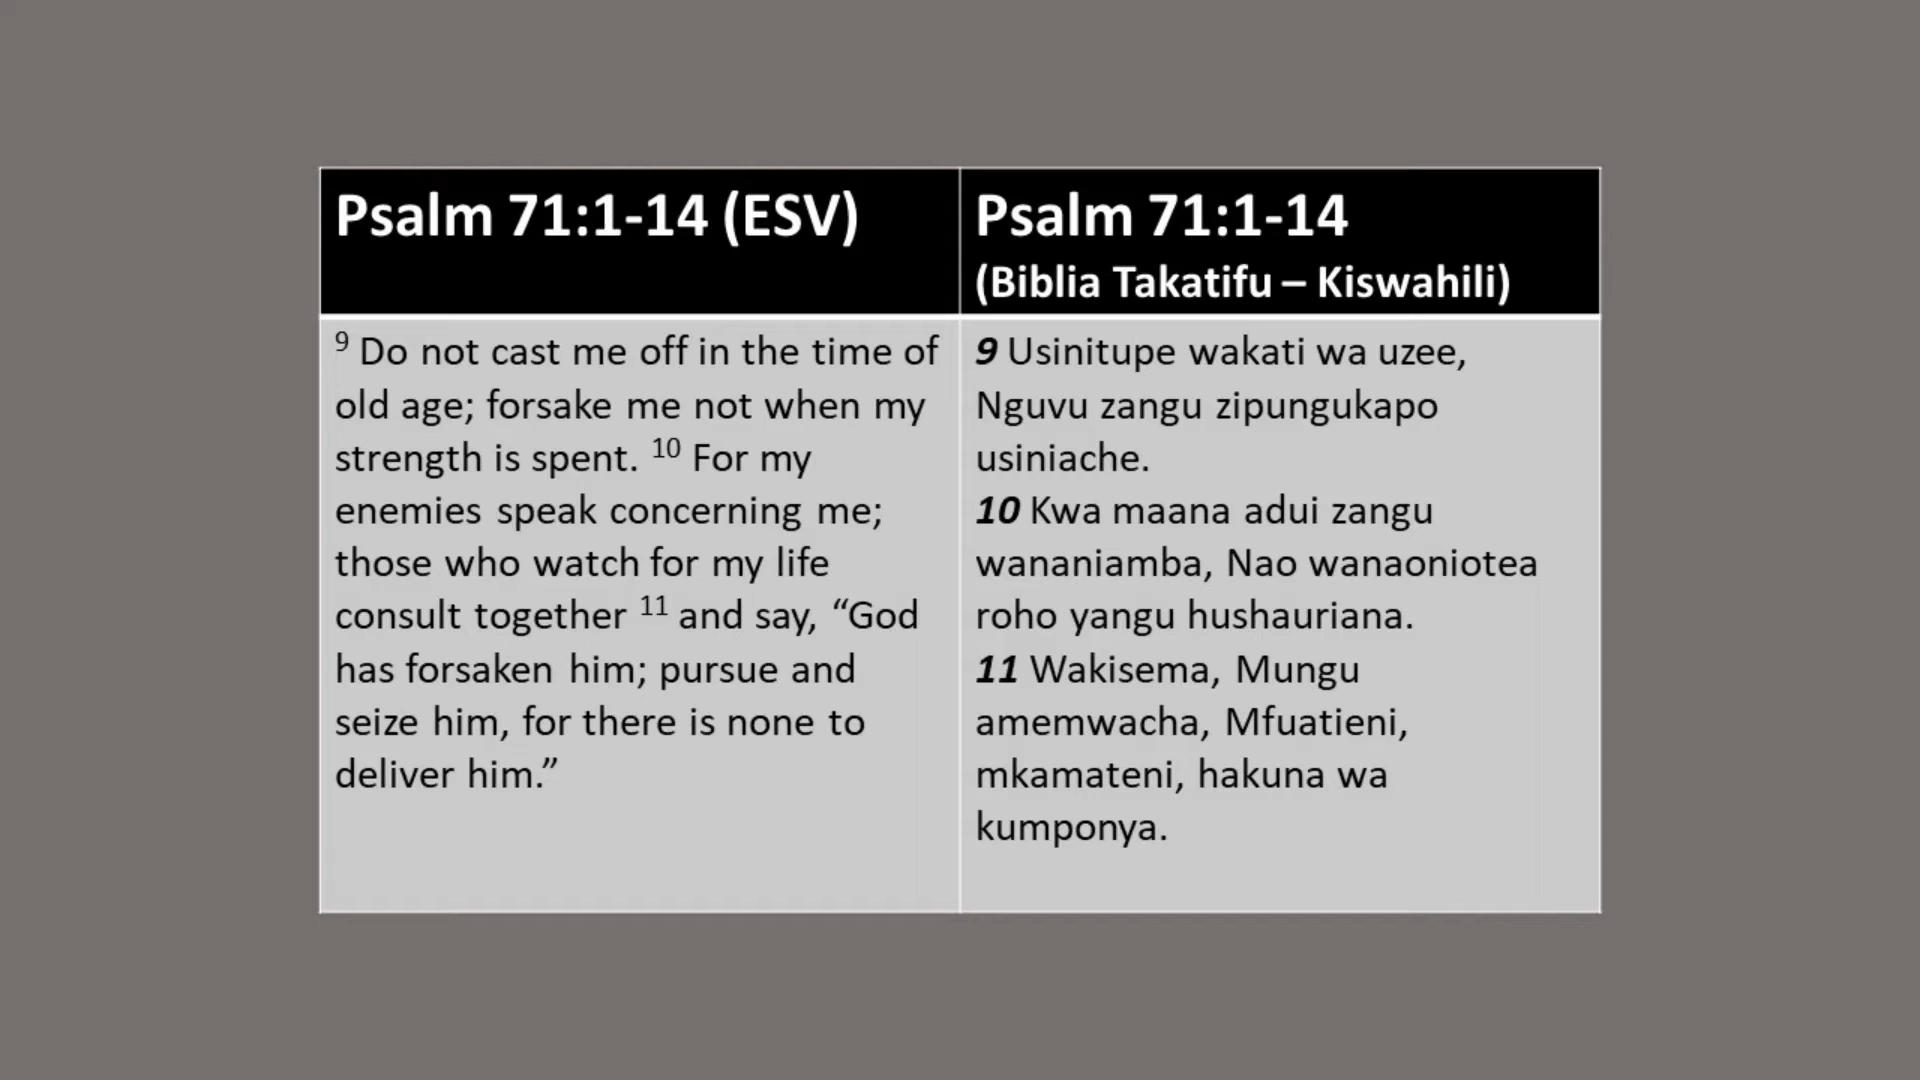 Psalm 71:1-14 (ESV)
9 Do not cast me off in the time of
old age; forsake me not when my
strength is spent. 10 For my
enemies speak concerning me;
those who watch for my life
consult together 11 and say, “God
has forsaken him; pursue and
seize him, for there is none to
deliver him.”
Psalm 71:1-14
(Biblia Takatifu – Kiswahili)
9 Usinitupe wakati wa uzee,
Nguvu zangu zipungukapo
usiniache.
10 Kwa maana adui zangu
wananiamba, Nao wanaoniotea
roho yangu hushauriana.
11 Wakisema, Mungu
amemwacha, Mfuatieni,
mkamateni, hakuna wa
kumponya.